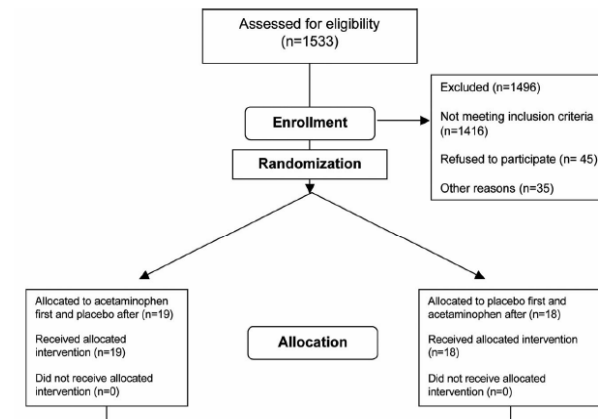 Assessed for eligibility
(n=1533)
Excluded (n=1496)
Not meeting inclusion criteria
(n=1416)
Refused to participate (n= 45)
Other reasons (n=35)
Enrollment
Randomization
Allocated to acetaminophen
first and placebo after (n=19)
Received allocated
intervention (n=19)
Did not receive allocated
intervention (n=0)
Allocation
Allocated to placebo first and
acetaminophen after (n=18)
Received allocated intervention
(n=18)
Did not receive allocated
intervention (n=0)